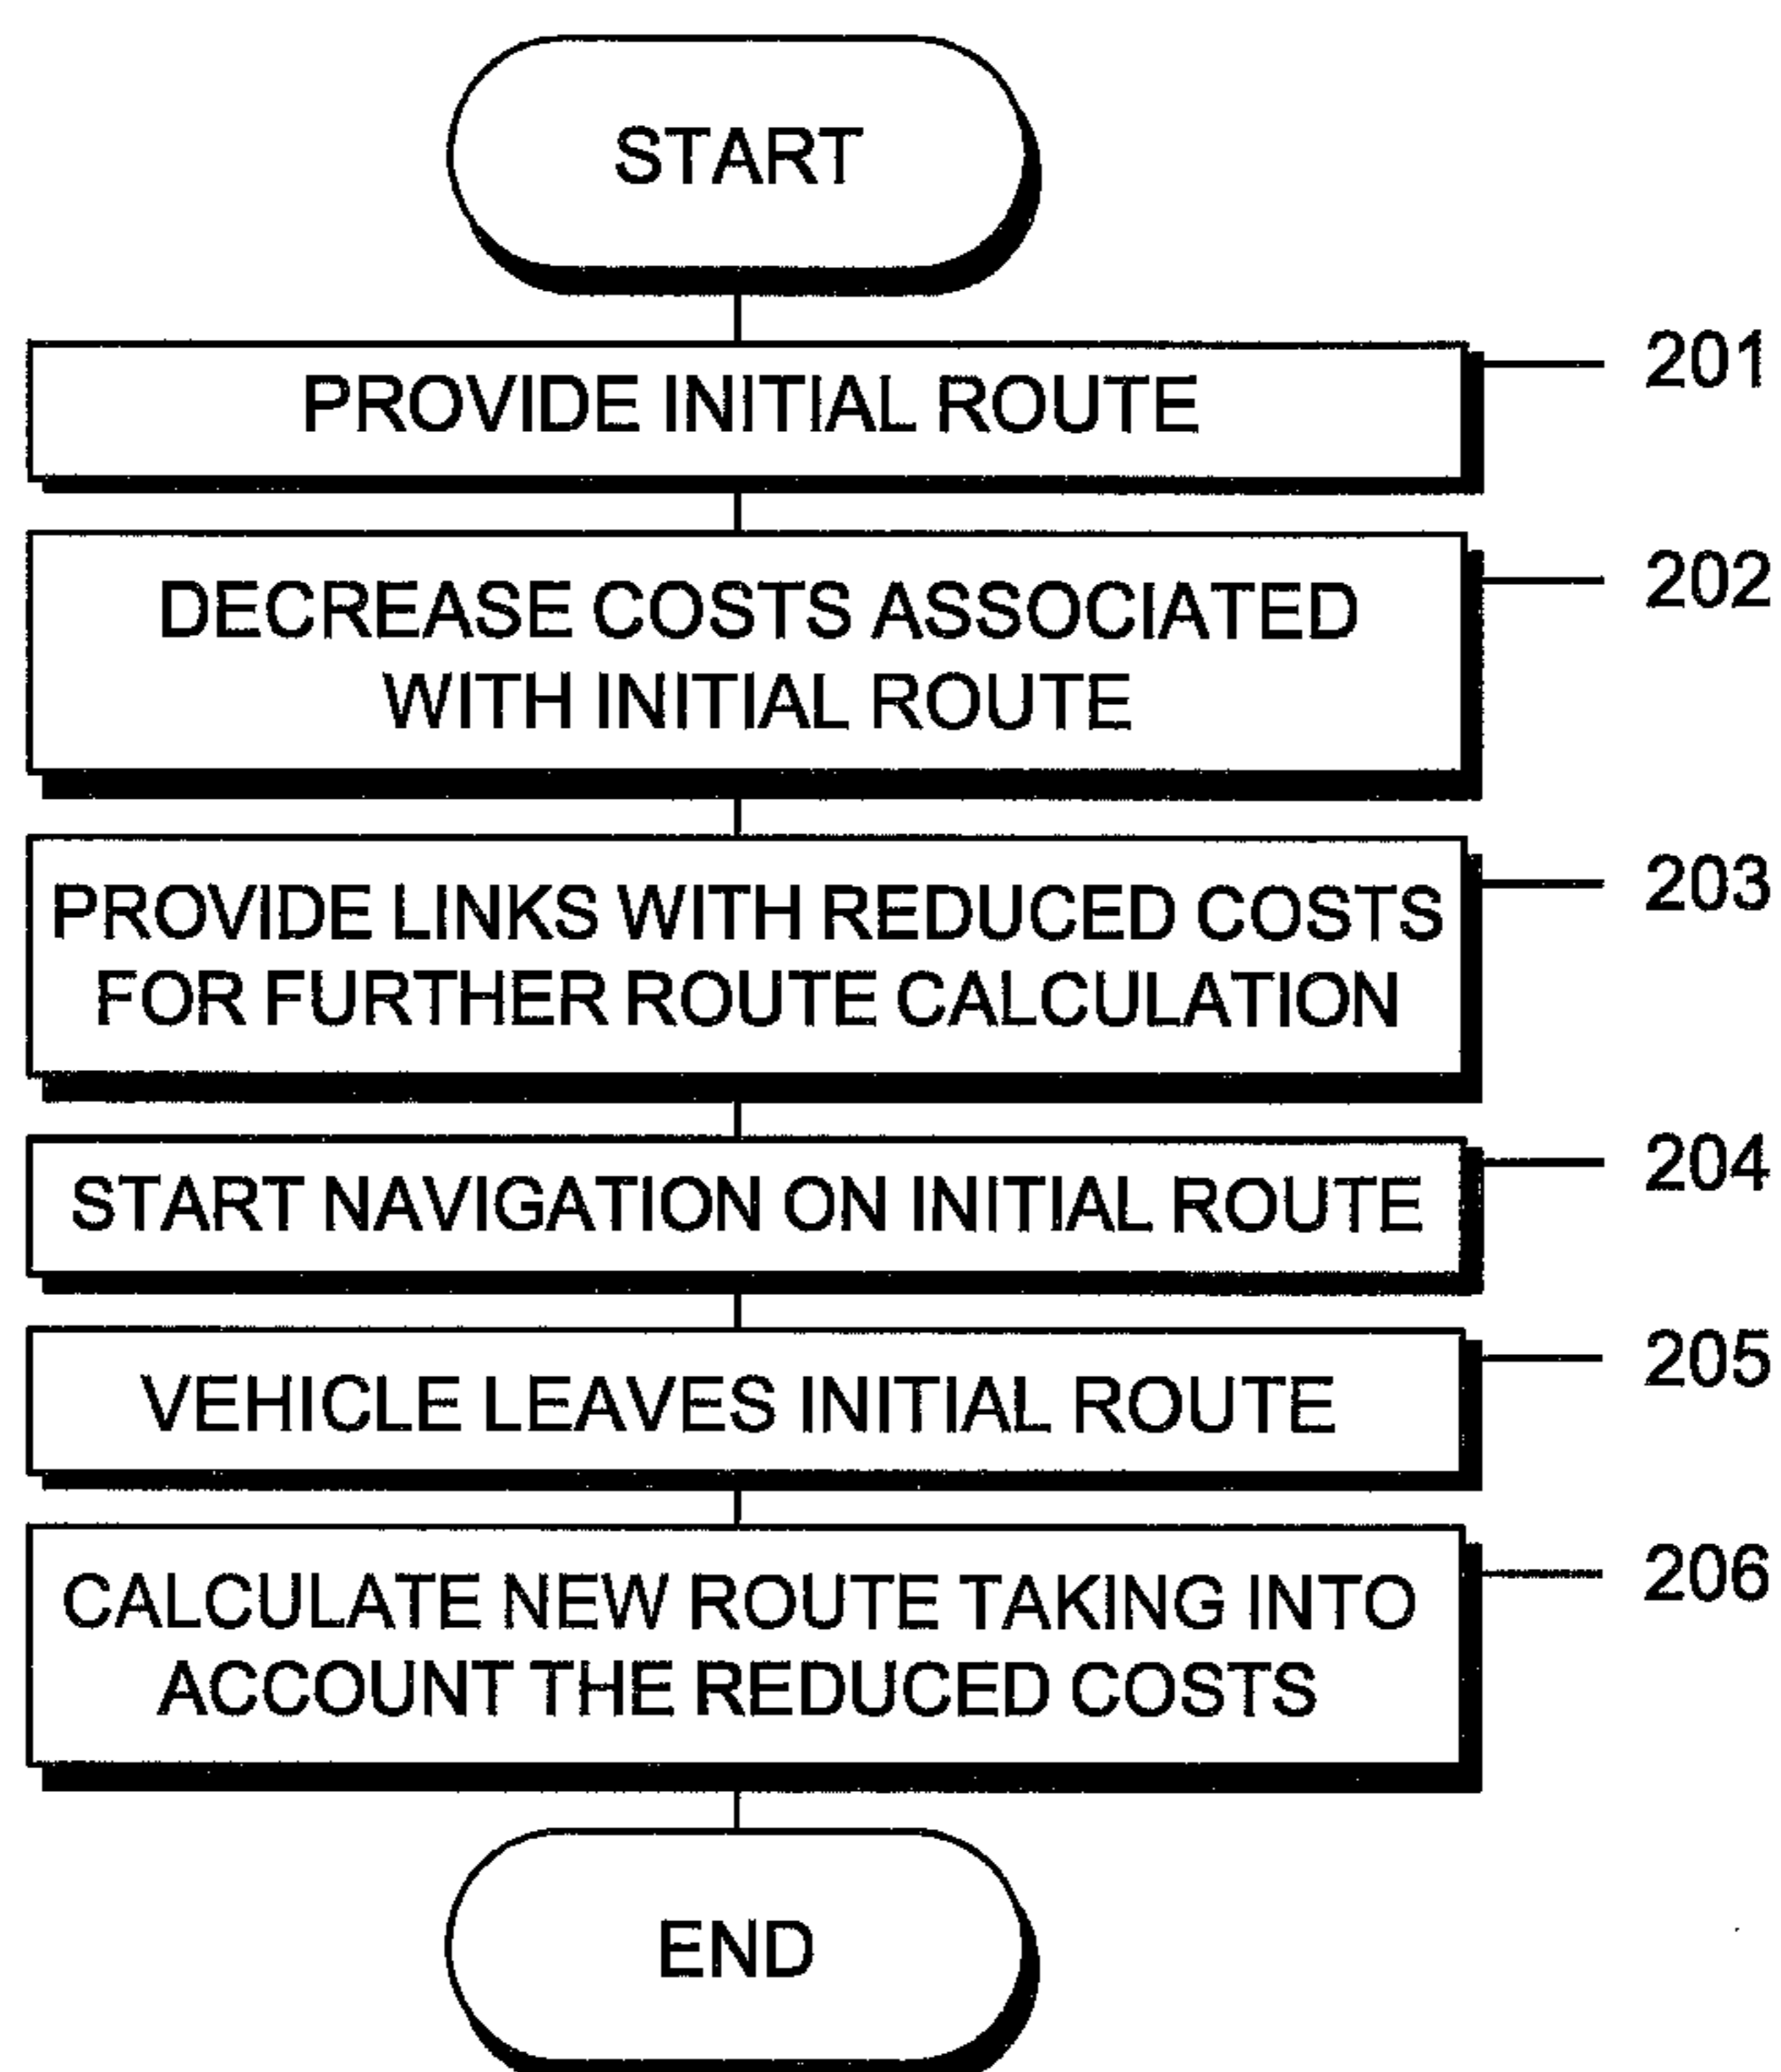 START
PROVIDE INITIAL ROUTE
201
DECREASE COSTS ASSOCIATED
WITH INITIAL ROUTE
202
PROVIDE LINKS WITH REDUCED COSTS
FOR FURTHER ROUTE CALCULATION
203
START NAVIGATION ON INITIAL ROUTE
204
VEHICLE LEAVES INITIAL ROUTE
205
CALCULATE NEW ROUTE TAKING INTO
ACCOUNT THE REDUCED COSTS
206
END